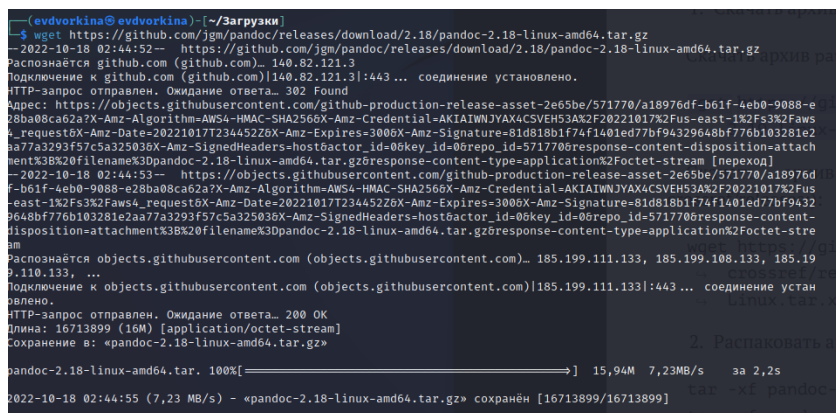 (evdvorkina㉿evdvorkina)-[~/Загрузки]
$ wget https://github.com/jgm/pandoc/releases/download/2.18/pandoc-2.18-linux-amd64.tar.gz
--2022-10-18 02:44:52--  https://github.com/jgm/pandoc/releases/download/2.18/pandoc-2.18-linux-amd64.tar.gz
Распознаётся github.com (github.com)… 140.82.121.3
Подключение к github.com (github.com)|140.82.121.3|:443... соединение установлено.
HTTP-запрос отправлен. Ожидание ответа… 302 Found
Адрес: https://objects.githubusercontent.com/github-production-release-asset-2e65be/571770/a18976df-b61f-4eb0-9088-e
28ba08ca62a?X-Amz-Algorithm=AWS4-HMAC-SHA256&X-Amz-Credential=AKIAIWNJYAX4CSVEH53A%2F20221017%2Fus-east-1%2Fs3%2Faws
4_request&X-Amz-Date=20221017T234452Z&X-Amz-Expires=300&X-Amz-Signature=81d818b1f74f1401ed77bf94329648bf776b103281e2
aa77a3293f57c5a32503&X-Amz-SignedHeaders=host&actor_id=0&key_id=0&repo_id=571770&response-content-disposition=attach
ment%3B%20filename%3Dpandoc-2.18-linux-amd64.tar.gz&response-content-type=application%2Foctet-stream [переход]
--2022-10-18 02:44:53--  https://objects.githubusercontent.com/github-production-release-asset-2e65be/571770/a18976d
f-b61f-4eb0-9088-e28ba08ca62a?X-Amz-Algorithm=AWS4-HMAC-SHA256&X-Amz-Credential=AKIAIWNJYAX4CSVEH53A%2F20221017%2Fus
-east-1%2Fs3%2Faws4_request&X-Amz-Date=20221017T234452Z&X-Amz-Expires=300&X-Amz-Signature=81d818b1f74f1401ed77bf9432
9648bf776b103281e2aa77a3293f57c5a32503&X-Amz-SignedHeaders=host&actor_id=0&key_id=0&repo_id=571770&response-content-
disposition=attachment%3B%20filename%3Dpandoc-2.18-linux-amd64.tar.gz&response-content-type=application%2Foctet-stre
am
Распознаётся objects.githubusercontent.com (objects.githubusercontent.com)… 185.199.111.133, 185.199.108.133, 185.19
9.110.133, ...
Подключение к objects.githubusercontent.com (objects.githubusercontent.com)|185.199.111.133|:443... соединение устан
овлено.
HTTP-запрос отправлен. Ожидание ответа… 200 OK
Длина: 16713899 (16M) [application/octet-stream]
Сохранение в: «pandoc-2.18-linux-amd64.tar.gz»
pandoc-2.18-linux-amd64.tar. 100%[===================>] 15,94M 7,23MB/s за 2,2s
2022-10-18 02:44:55 (7,23 MB/s) - «pandoc-2.18-linux-amd64.tar.gz» сохранён [16713899/16713899]
Скачать архив
wget https://
crossref/re
Linux.tar.x
2. Распаковать а
tar -xf pandoc-